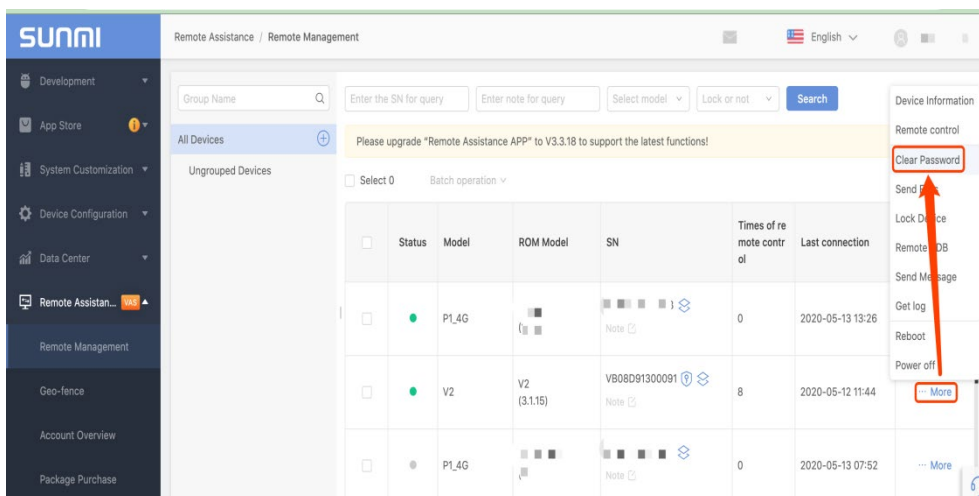 SUNMI
Remote Assistance / Remote Management
English
Development
App Store
System Customization
Device Configuration
Data Center
Remote Assistan... VAS
Remote Management
Geo-fence
Account Overview
Package Purchase
Group Name
All Devices
Ungrouped Devices
Enter the SN for query
Enter note for query
Select model
Lock or not
Search
Please upgrade "Remote Assistance APP" to V3.3.18 to support the latest functions!
Select 0 Batch operation
Status Model ROM Model SN Times of re
mote contr
ol Last connection
P1_4G 0 2020-05-13 13:26
Note
V2 V2
(3.1.15) VB08D91300091 8 2020-05-12 11:44 ··· More
Note
P1_4G 0 2020-05-13 07:52 ··· More
Note
Device Information
Remote control
Clear Password
Send
Lock Device
Remote
Send Message
Get log
Reboot
Power off